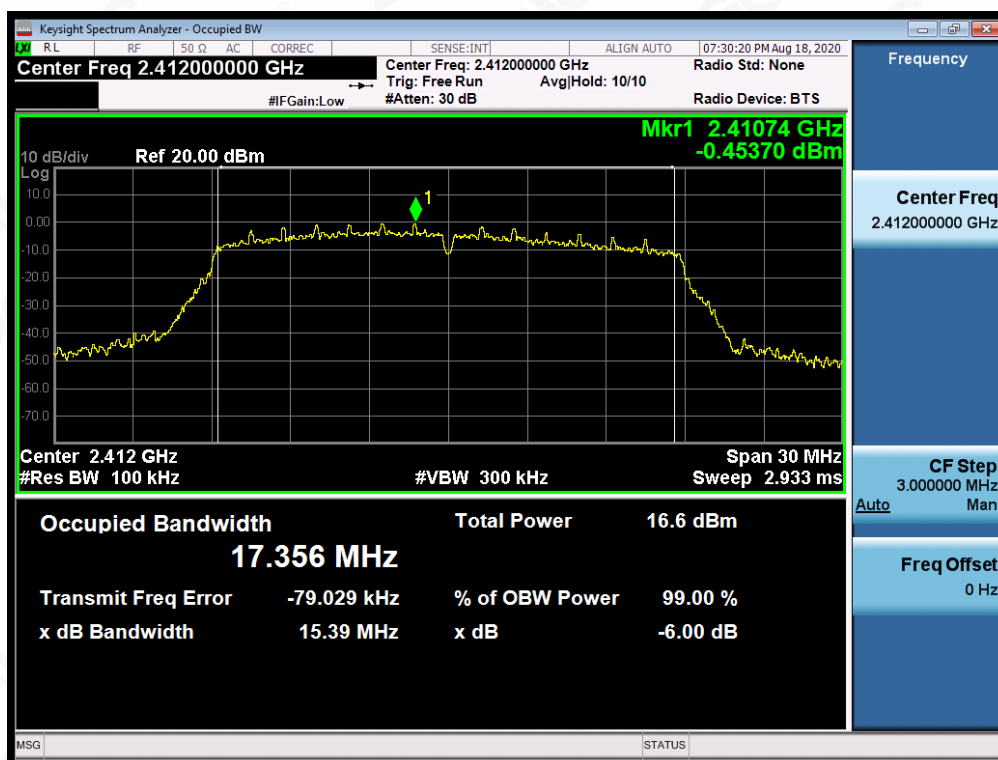 Keysight Spectrum Analyzer - Occupied BW
LXI RL RF 50 Ω AC CORREC SENSE:INT ALIGN AUTO 07:30:20 PM Aug 18, 2020
Center Freq 2.412000000 GHz
Center Freq: 2.412000000 GHz
Radio Std: None
Trig: Free Run Avg|Hold: 10/10
#IFGain:Low
#Atten: 30 dB
Radio Device: BTS
Mkr1 2.41074 GHz
-0.45370 dBm
10 dB/div Ref 20.00 dBm
Log
10.0
0.00
-10.0
-20.0
-30.0
-40.0
-50.0
-60.0
-70.0
1
Center 2.412 GHz Span 30 MHz
#Res BW 100 kHz #VBW 300 kHz Sweep 2.933 ms
Occupied Bandwidth Total Power 16.6 dBm
17.356 MHz
Transmit Freq Error -79.029 kHz % of OBW Power 99.00 %
x dB Bandwidth 15.39 MHz x dB -6.00 dB
MSG STATUS
Frequency
Center Freq
2.412000000 GHz
CF Step
3.000000 MHz
Auto Man
Freq Offset
0 Hz